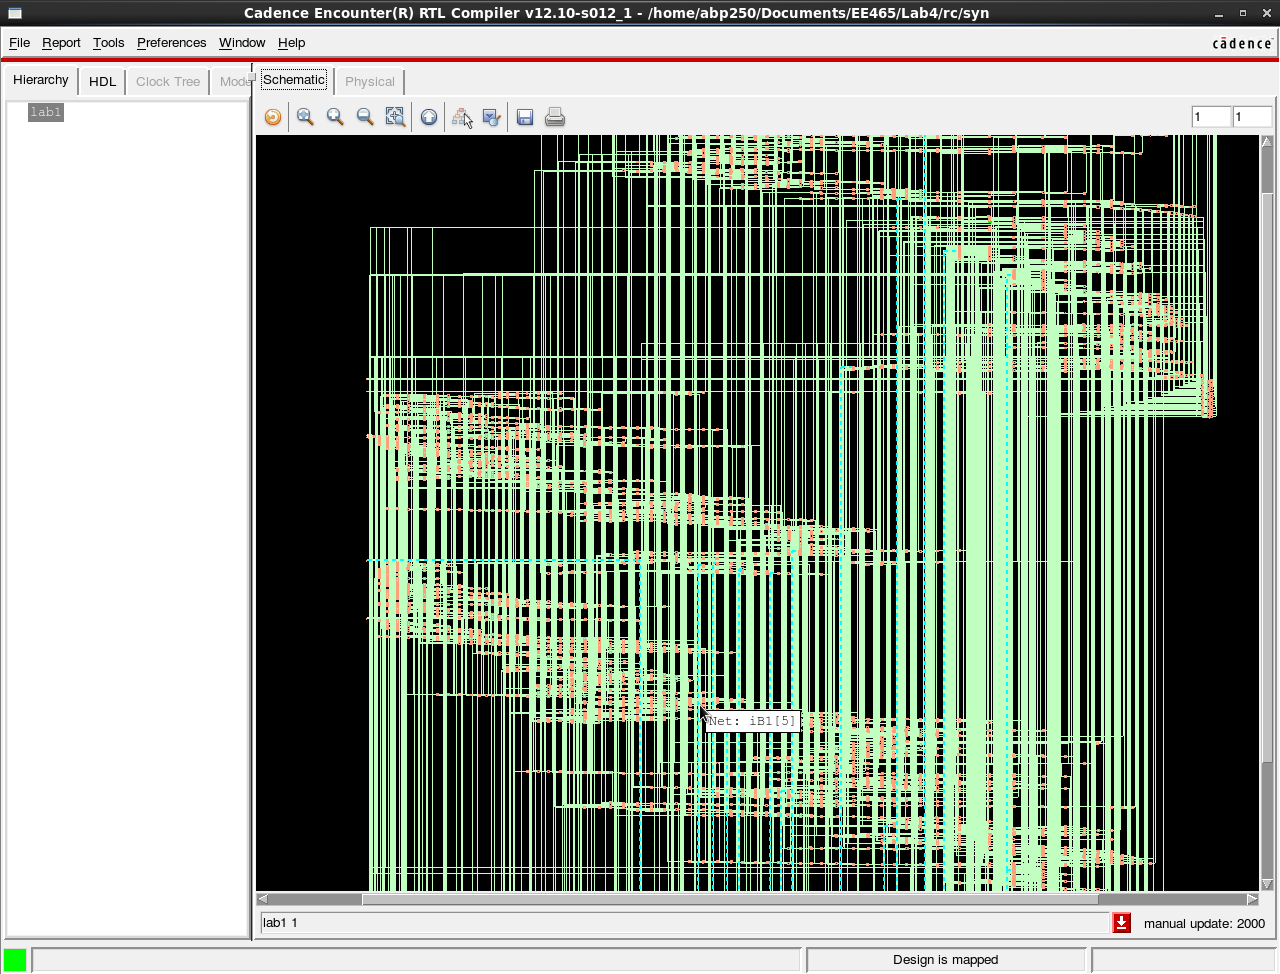 Cadence Encounter(R) RTL Compiler v12.10-s012_1 - /home/abp250/Documents/EE465/Lab4/rc/syn
File Report Tools Preferences Window Help
cādence
Hierarchy HDL Clock Tree Mode
Schematic Physical
lab1
1 1
Net: iB1[5]
lab1 1
manual update: 2000
Design is mapped